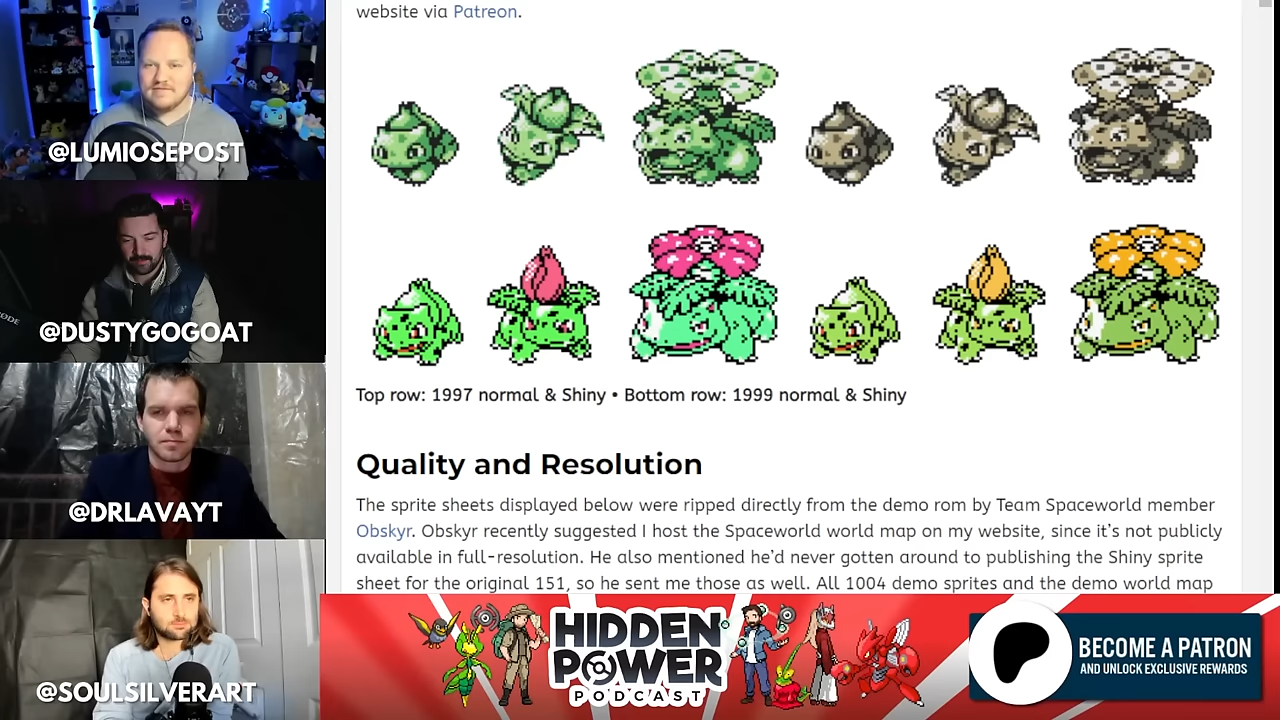 @LUMIOSEPOST
@DUSTYGOGOAT
@DRLAVAYT
@SOULSILVERART
website via Patreon.
Top row: 1997 normal & Shiny • Bottom row: 1999 normal & Shiny
Quality and Resolution
The sprite sheets displayed below were ripped directly from the demo rom by Team Spaceworld member
Obskyr. Obskyr recently suggested I host the Spaceworld world map on my website, since it's not publicly
available in full-resolution. He also mentioned he'd never gotten around to publishing the Shiny sprite
sheet for the original 151, so he sent me those as well. All 1004 demo sprites and the demo world map
HIDDEN
POWER
PODCAST
BECOME A PATRON
AND UNLOCK EXCLUSIVE REWARDS